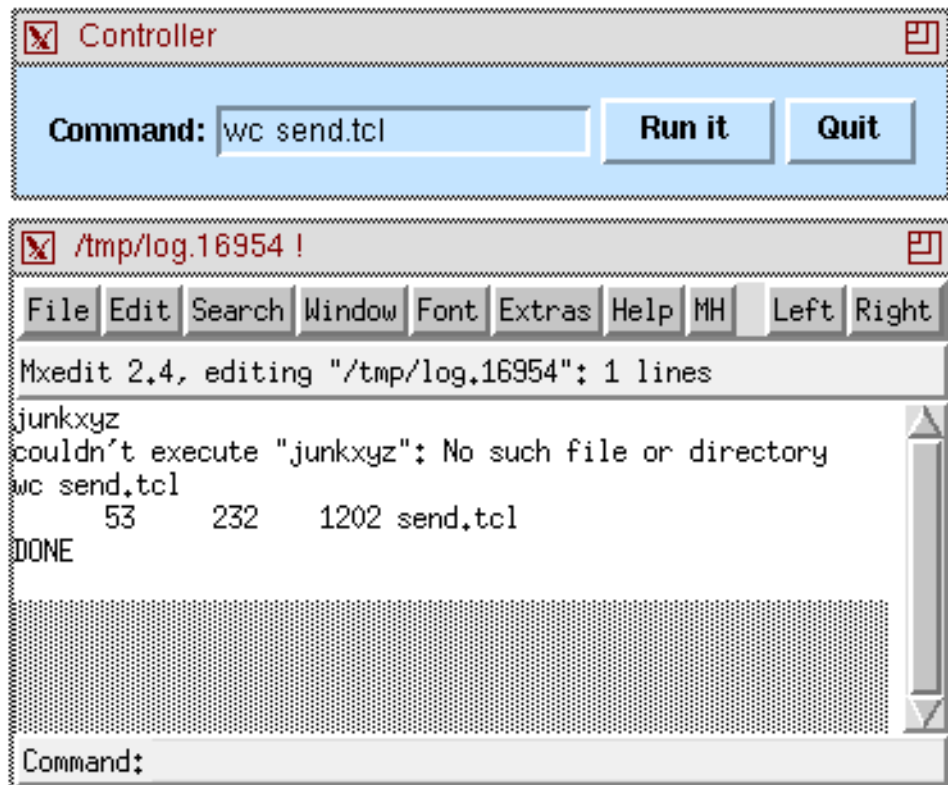 Controller
Command: wc send.tcl Run it Quit
/tmp/log.16954 !
File Edit Search Window Font Extras Help MH Left Right
Mxedit 2.4, editing "/tmp/log.16954": 1 lines
junkxyz
couldn't execute "junkxyz": No such file or directory
wc send.tcl
53 232 1202 send.tcl
DONE
Command: